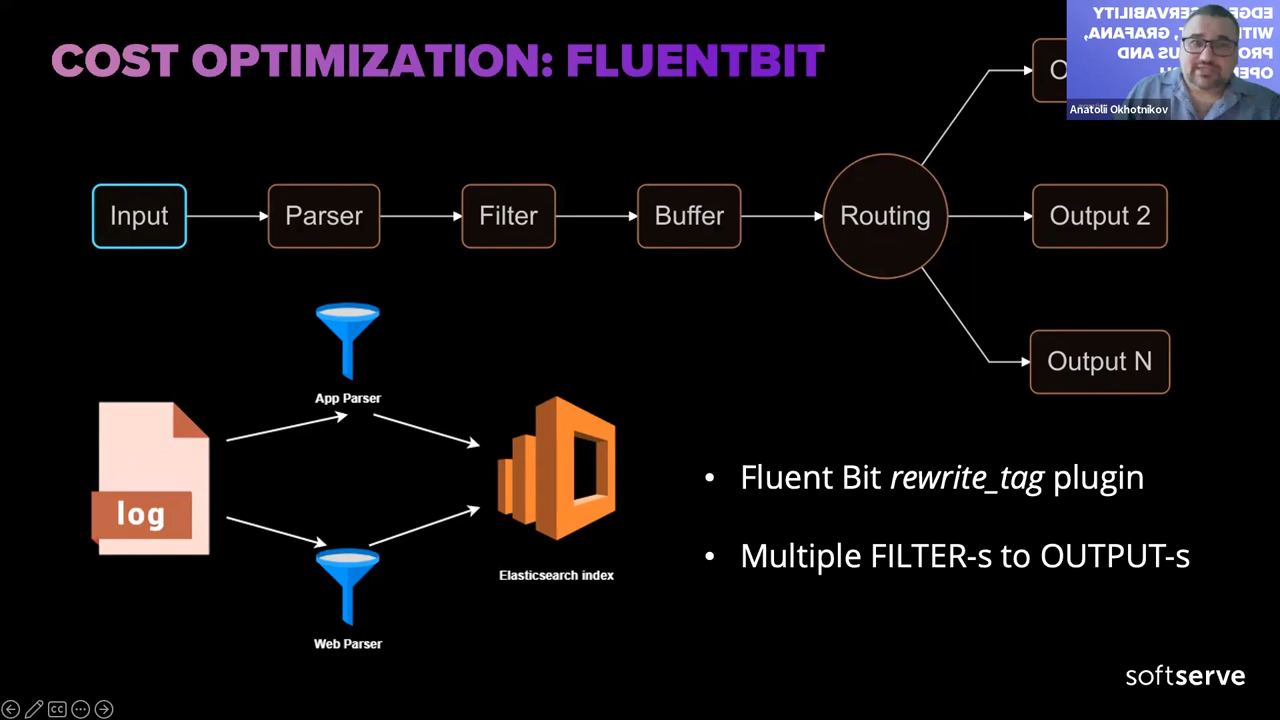 COST OPTIMIZATION: FLUENTBIT
Anatolii Okhotnikov
Input
Parser
Filter
Buffer
Routing
Output 2
Output N
App Parser
log
Elasticsearch index
Web Parser
• Fluent Bit rewrite_tag plugin
• Multiple FILTER-s to OUTPUT-s
softserve
CC